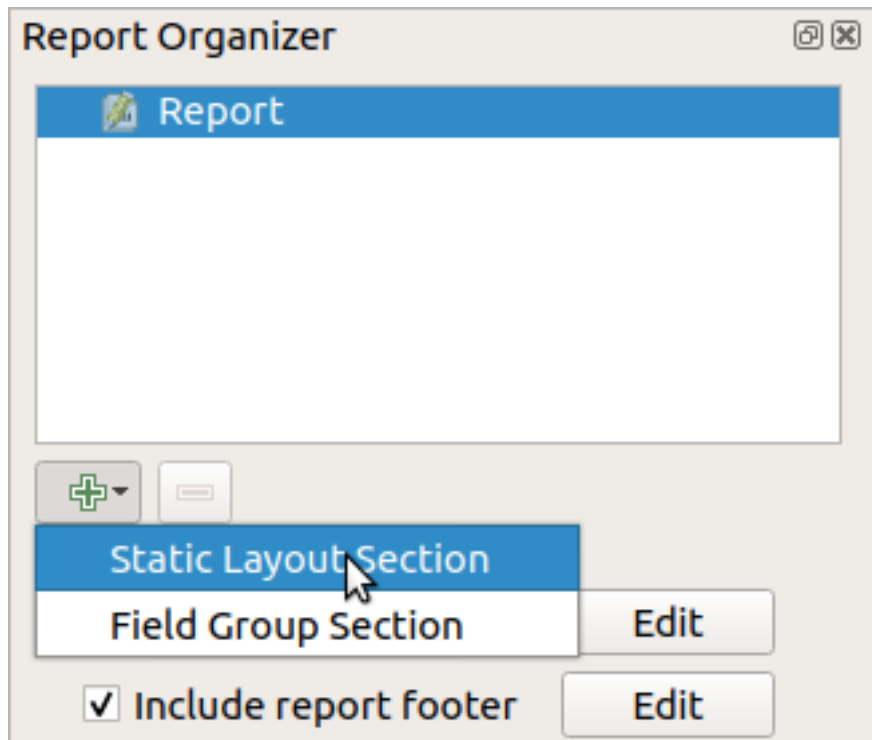 Report Organizer
Report
Static Layout Section
Field Group Section
Edit
Include report footer
Edit